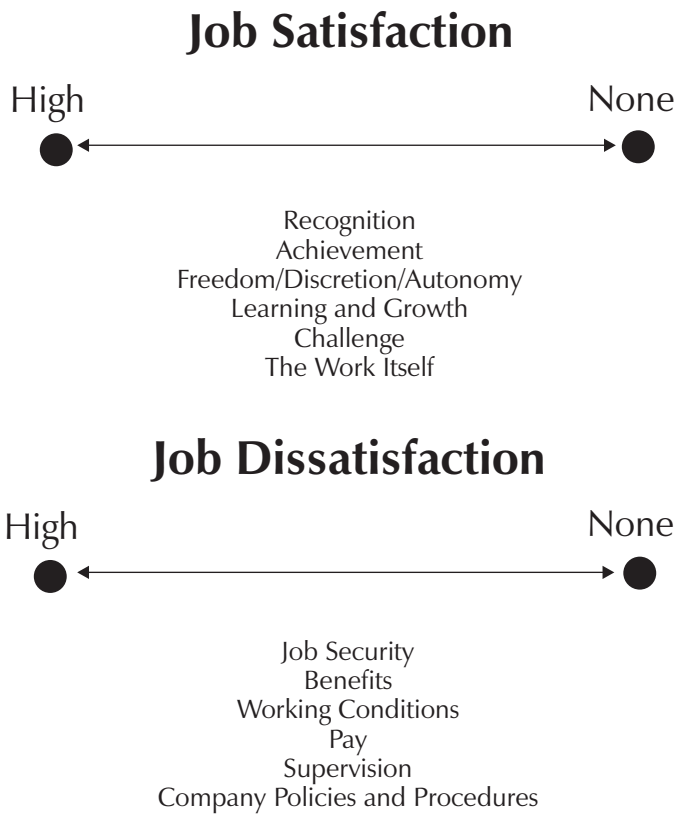 Job Satisfaction
High None
Recognition
Achievement
Freedom/Discretion/Autonomy
Learning and Growth
Challenge
The Work Itself
Job Dissatisfaction
High None
Job Security
Benefits
Working Conditions
Pay
Supervision
Company Policies and Procedures